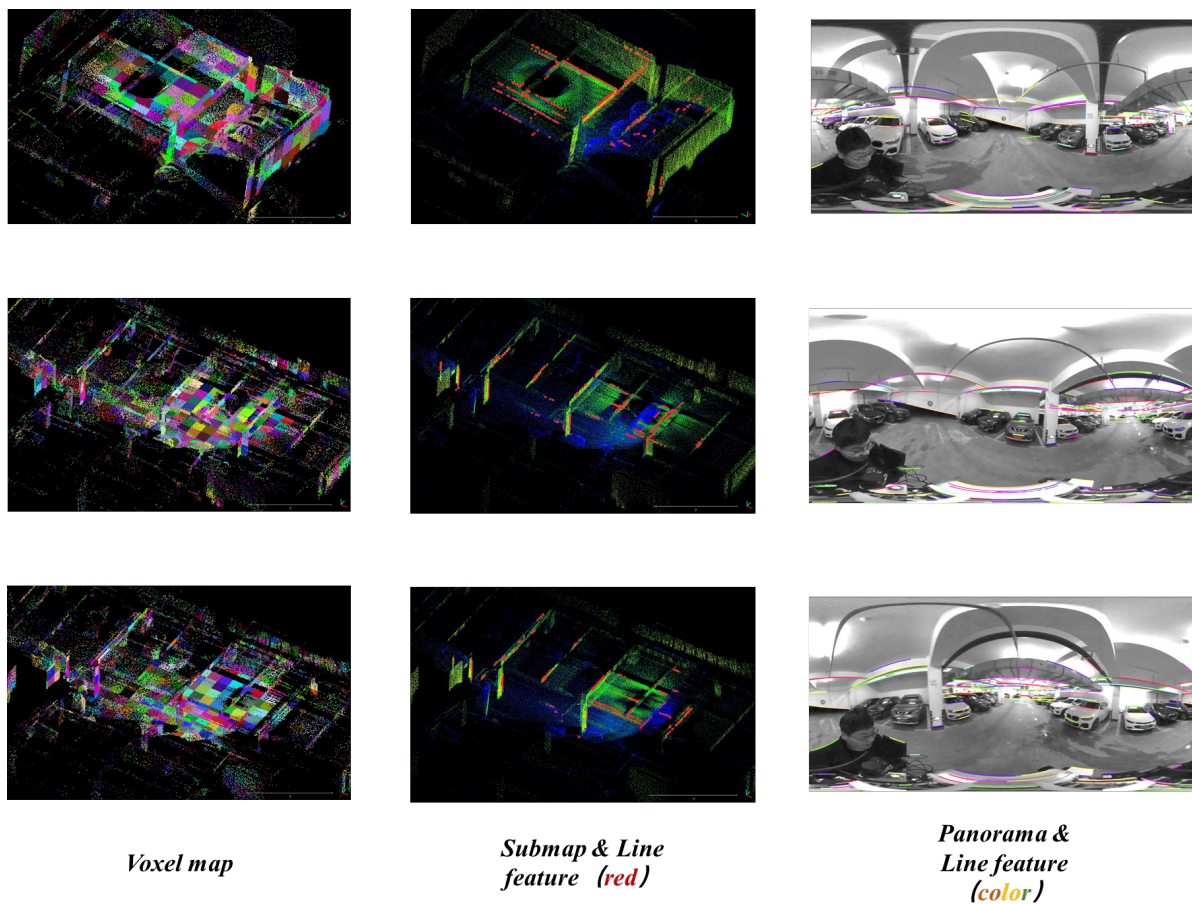 Voxel map
Submap & Line
feature (red)
Panorama &
Line feature
(color)